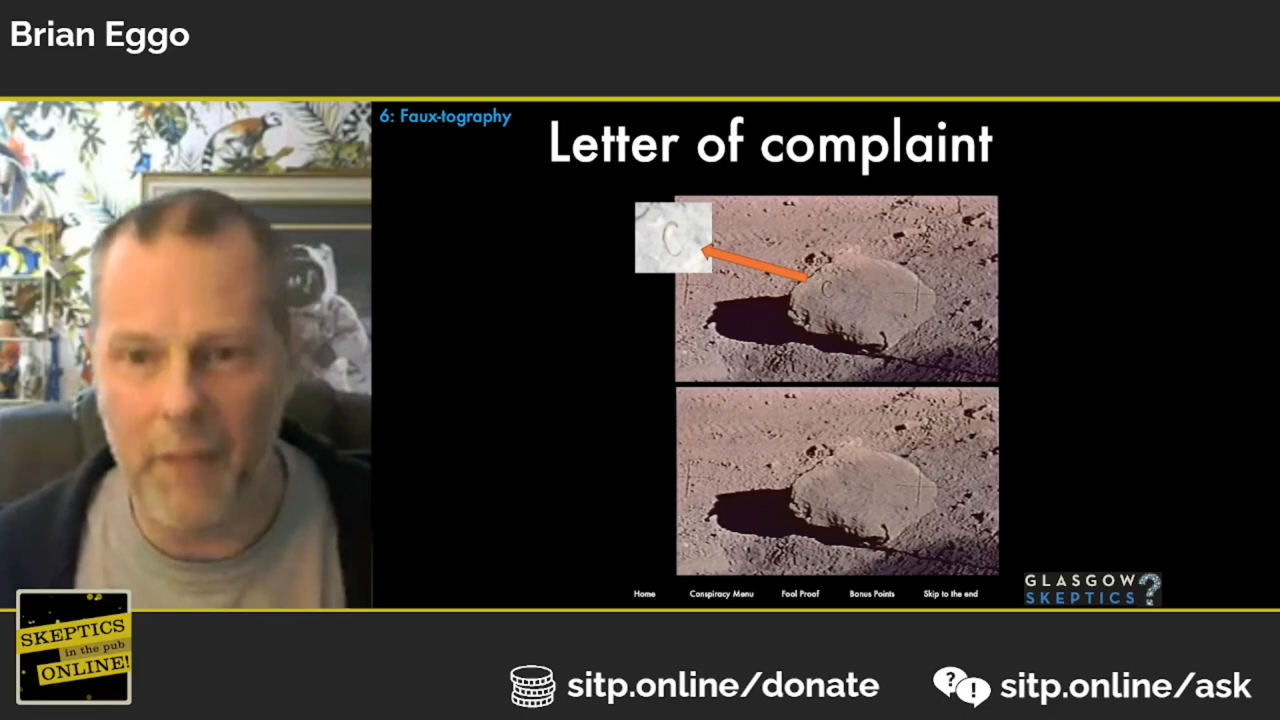 Brian Eggo
6: Faux-tography
Letter of complaint
C
C
Home
Conspiracy Menu
Fool Proof
Bonus Points
Skip to the end
GLASGOW
SKEPTICS
?
SKEPTICS
in the pub
ONLINE!
sitp.online/donate
? !
sitp.online/ask